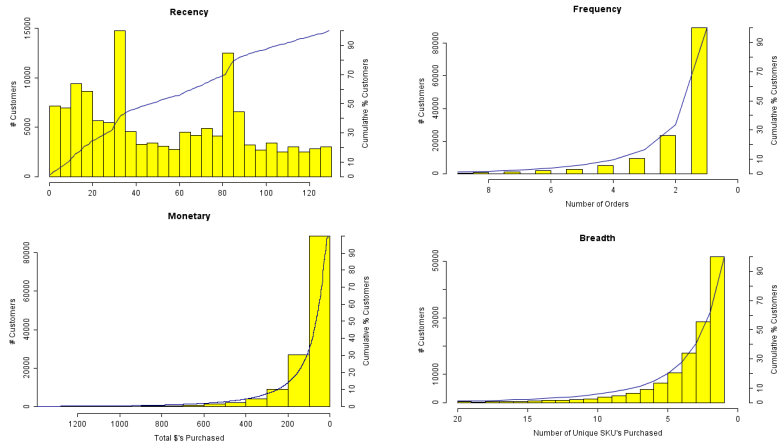 Recency
# Customers
0 5000 10000 15000
0 20 40 60 80 100 120
0 10 30 50 70 90
Cumulative % Customers
Frequency
# Customers
0 20000 40000 60000 80000
8 6 4 2 0
Number of Orders
0 10 30 50 70 90
Cumulative % Customers
Monetary
# Customers
0 20000 40000 60000 80000
1200 1000 800 600 400 200 0
Total $'s Purchased
0 10 20 30 40 50 60 70 80 90
Cumulative % Customers
Breadth
# Customers
0 10000 30000 50000
20 15 10 5 0
Number of Unique SKU's Purchased
0 10 30 50 70 90
Cumulative % Customers